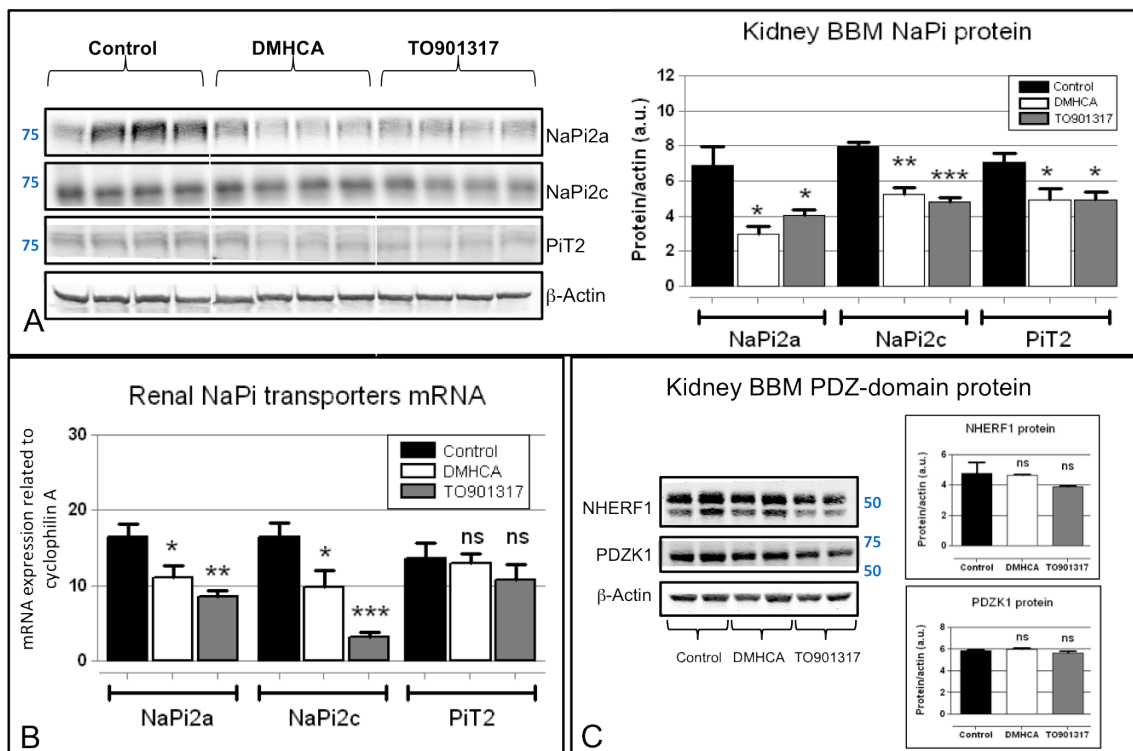 Control DMHCA TO901317
75 NaPi2a
75 NaPi2c
75 PiT2
β-Actin
A
Kidney BBM NaPi protein
Protein/actin (a.u.)
12
10
8
6
4
2
0
Control
DMHCA
TO901317
* * ** *** * *
NaPi2a NaPi2c PiT2
Renal NaPi transporters mRNA
mRNA expression related to
cyclophilin A
30
20
10
0
Control
DMHCA
TO901317
* ** * *** ns ns
NaPi2a NaPi2c PiT2
B
Kidney BBM PDZ-domain protein
NHERF1 50
PDZK1 75
50
β-Actin
Control DMHCA TO901317
NHERF1 protein
Protein/actin (a.u.)
6
4
2
0
ns ns
Control DMHCA TO901317
PDZK1 protein
Protein/actin (a.u.)
8
6
4
2
0
ns ns
Control DMHCA TO901317
C